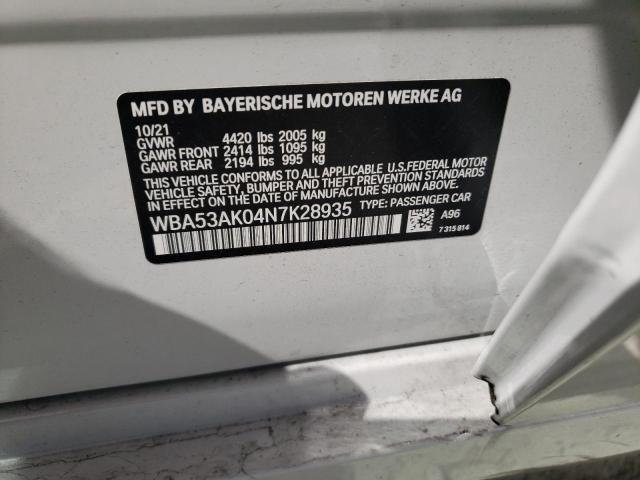 MFD BY BAYERISCHE MOTOREN WERKE AG
10/21
GVWR 4420 lbs 2005 kg
GAWR FRONT 2414 lbs 1095 kg
GAWR REAR 2194 lbs 995 kg
THIS VEHICLE CONFORMS TO ALL APPLICABLE U.S.FEDERAL MOTOR
VEHICLE SAFETY, BUMPER AND THEFT PREVENTION STANDARDS
IN EFFECT ON THE DATE OF MANUFACTURE SHOWN ABOVE.
WBA53AK04N7K28935 TYPE: PASSENGER CAR
A96
7 315 814